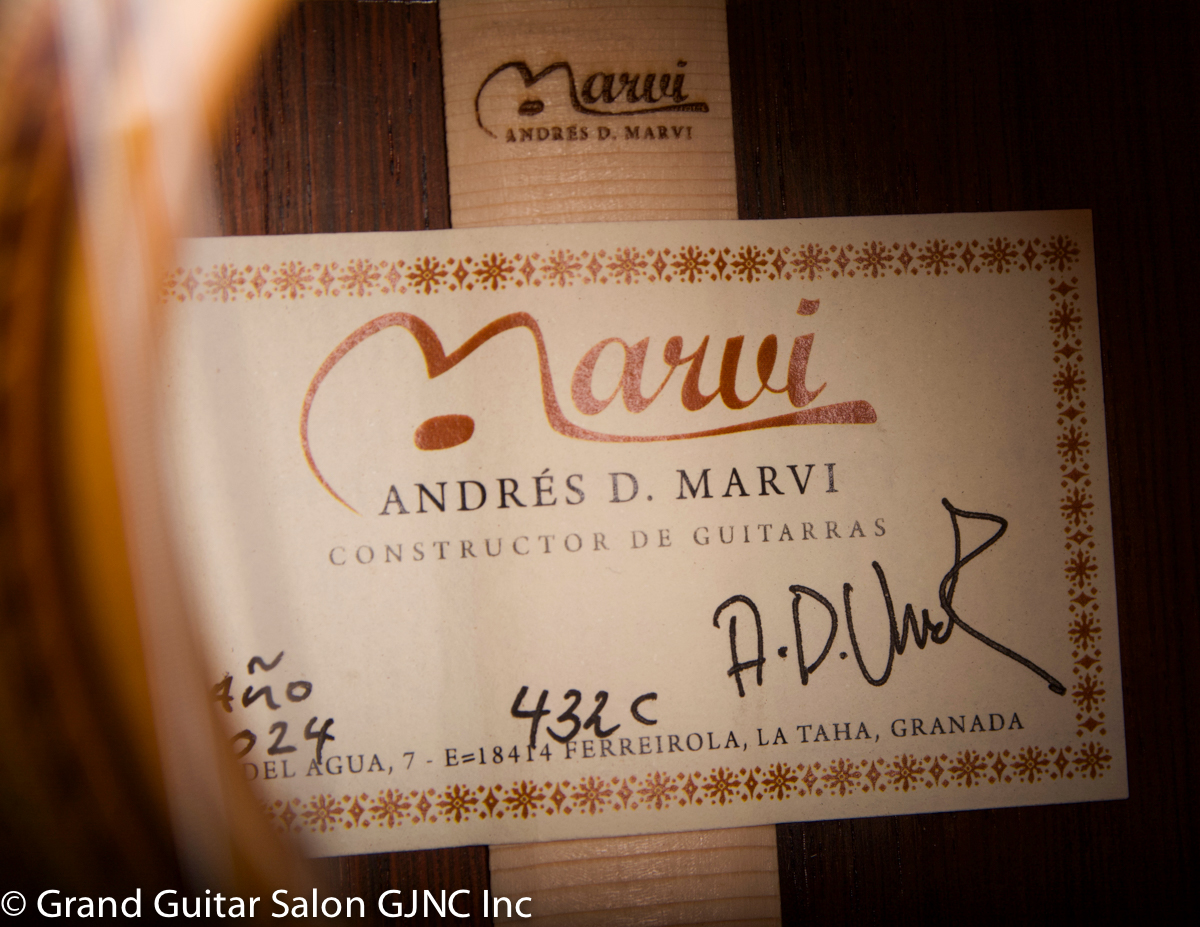 Marvi
ANDRÉS D. MARVI
Marvi
ANDRÉS D. MARVI
CONSTRUCTOR DE GUITARRAS
Año
024
432C
DEL AGUA, 7 - E=18414 FERREIROLA, LA TAHA, GRANADA
© Grand Guitar Salon GJNC Inc